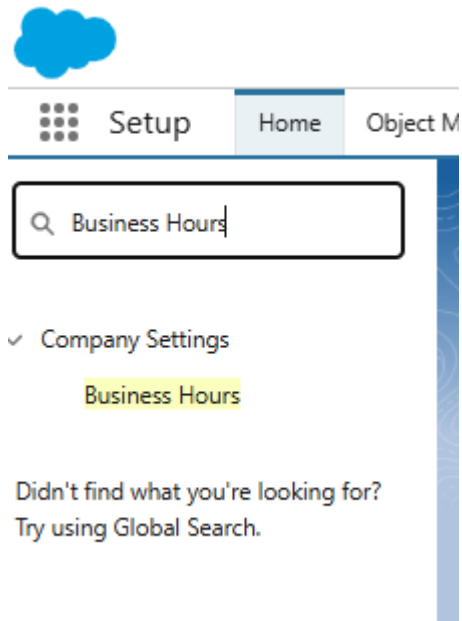 Setup
Home
Object M
Business Hours
Company Settings
Business Hours
Didn't find what you're looking for?
Try using Global Search.